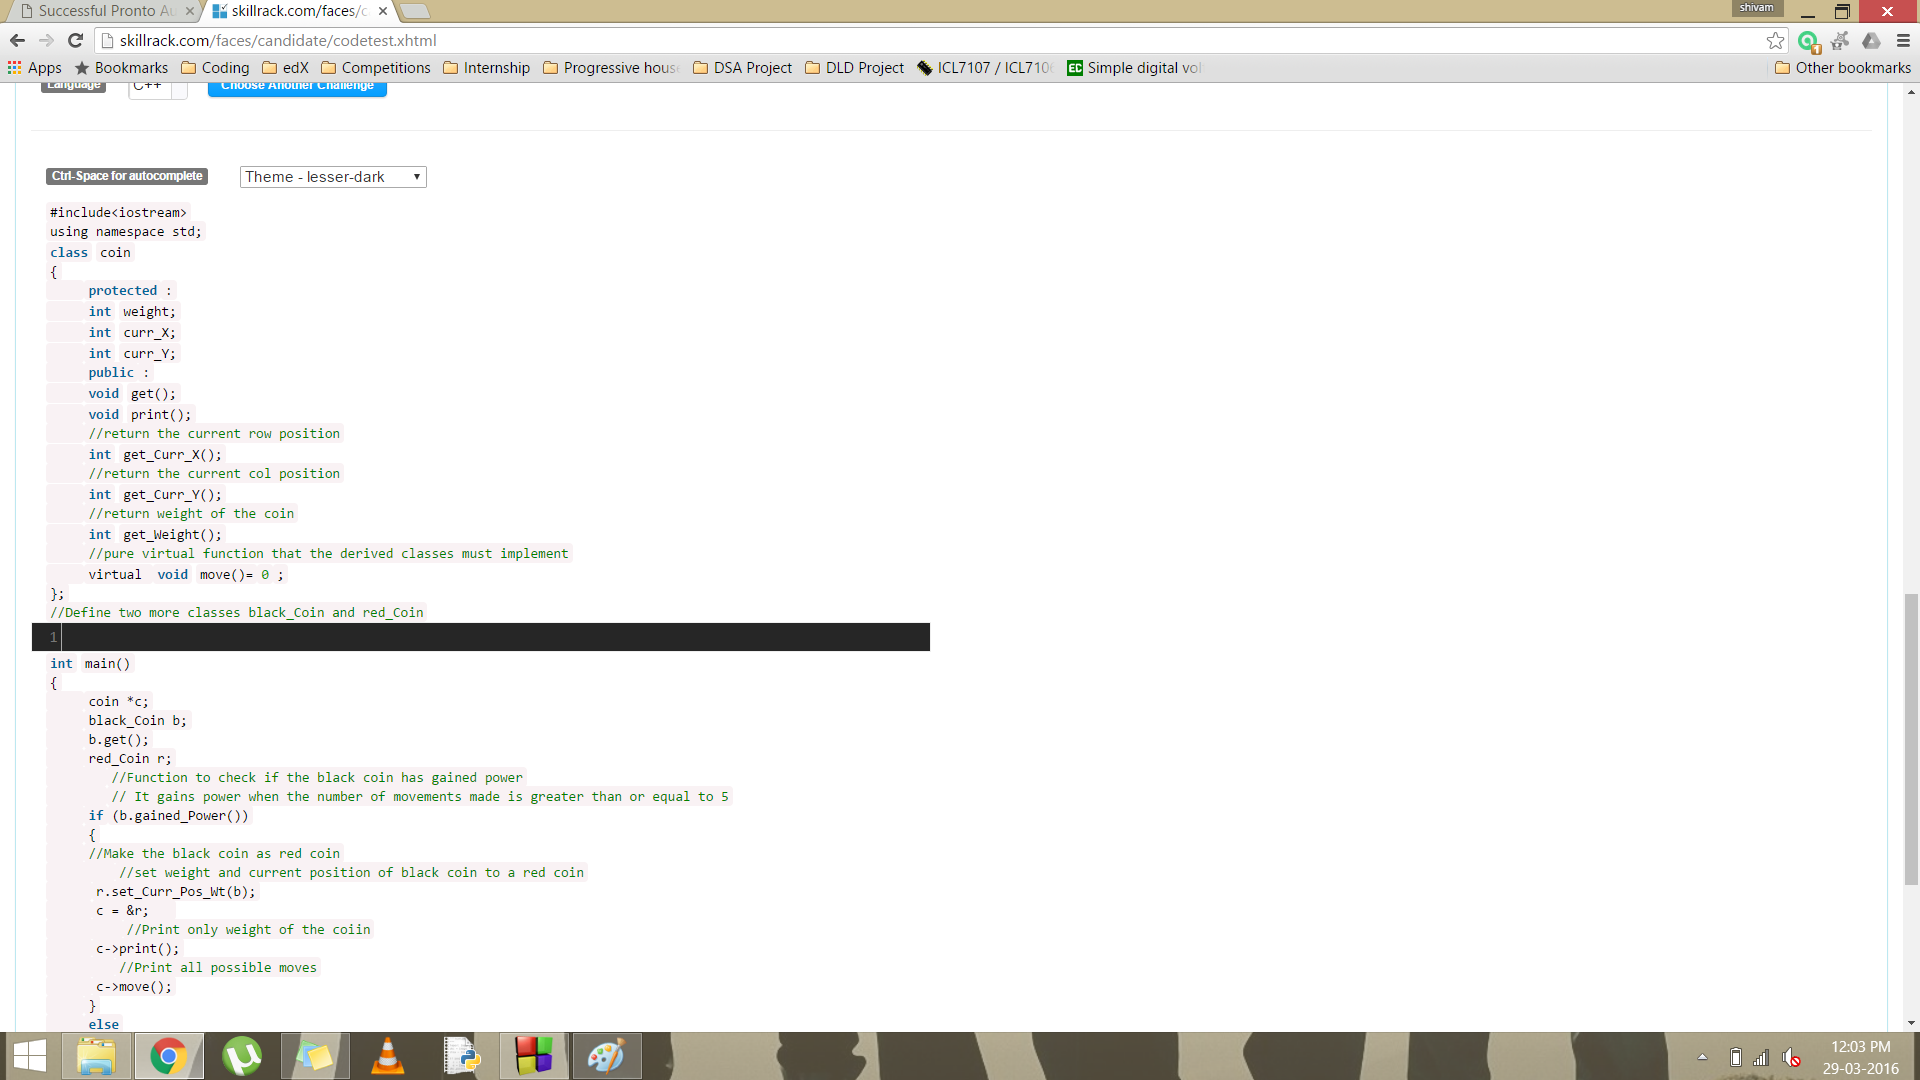 Successful Pronto Au
skillrack.com/faces/c
shivam
skillrack.com/faces/candidate/codetest.xhtml
Apps Bookmarks Coding edX Competitions Internship Progressive hous DSA Project DLD Project ICL7107 / ICL710 EC Simple digital vol Other bookmarks
Language C++ Choose Another Challenge
Ctrl-Space for autocomplete Theme - lesser-dark
#include<iostream>
using namespace std;
class coin
{
protected :
int weight;
int curr_X;
int curr_Y;
public :
void get();
void print();
//return the current row position
int get_Curr_X();
//return the current col position
int get_Curr_Y();
//return weight of the coin
int get_Weight();
//pure virtual function that the derived classes must implement
virtual void move()= 0 ;
};
//Define two more classes black_Coin and red_Coin
1
int main()
{
coin *c;
black_Coin b;
b.get();
red_Coin r;
//Function to check if the black coin has gained power
// It gains power when the number of movements made is greater than or equal to 5
if (b.gained_Power())
{
//Make the black coin as red coin
//set weight and current position of black coin to a red coin
r.set_Curr_Pos_Wt(b);
c = &r;
//Print only weight of the coiin
c->print();
//Print all possible moves
c->move();
}
else
12:03 PM
29-03-2016